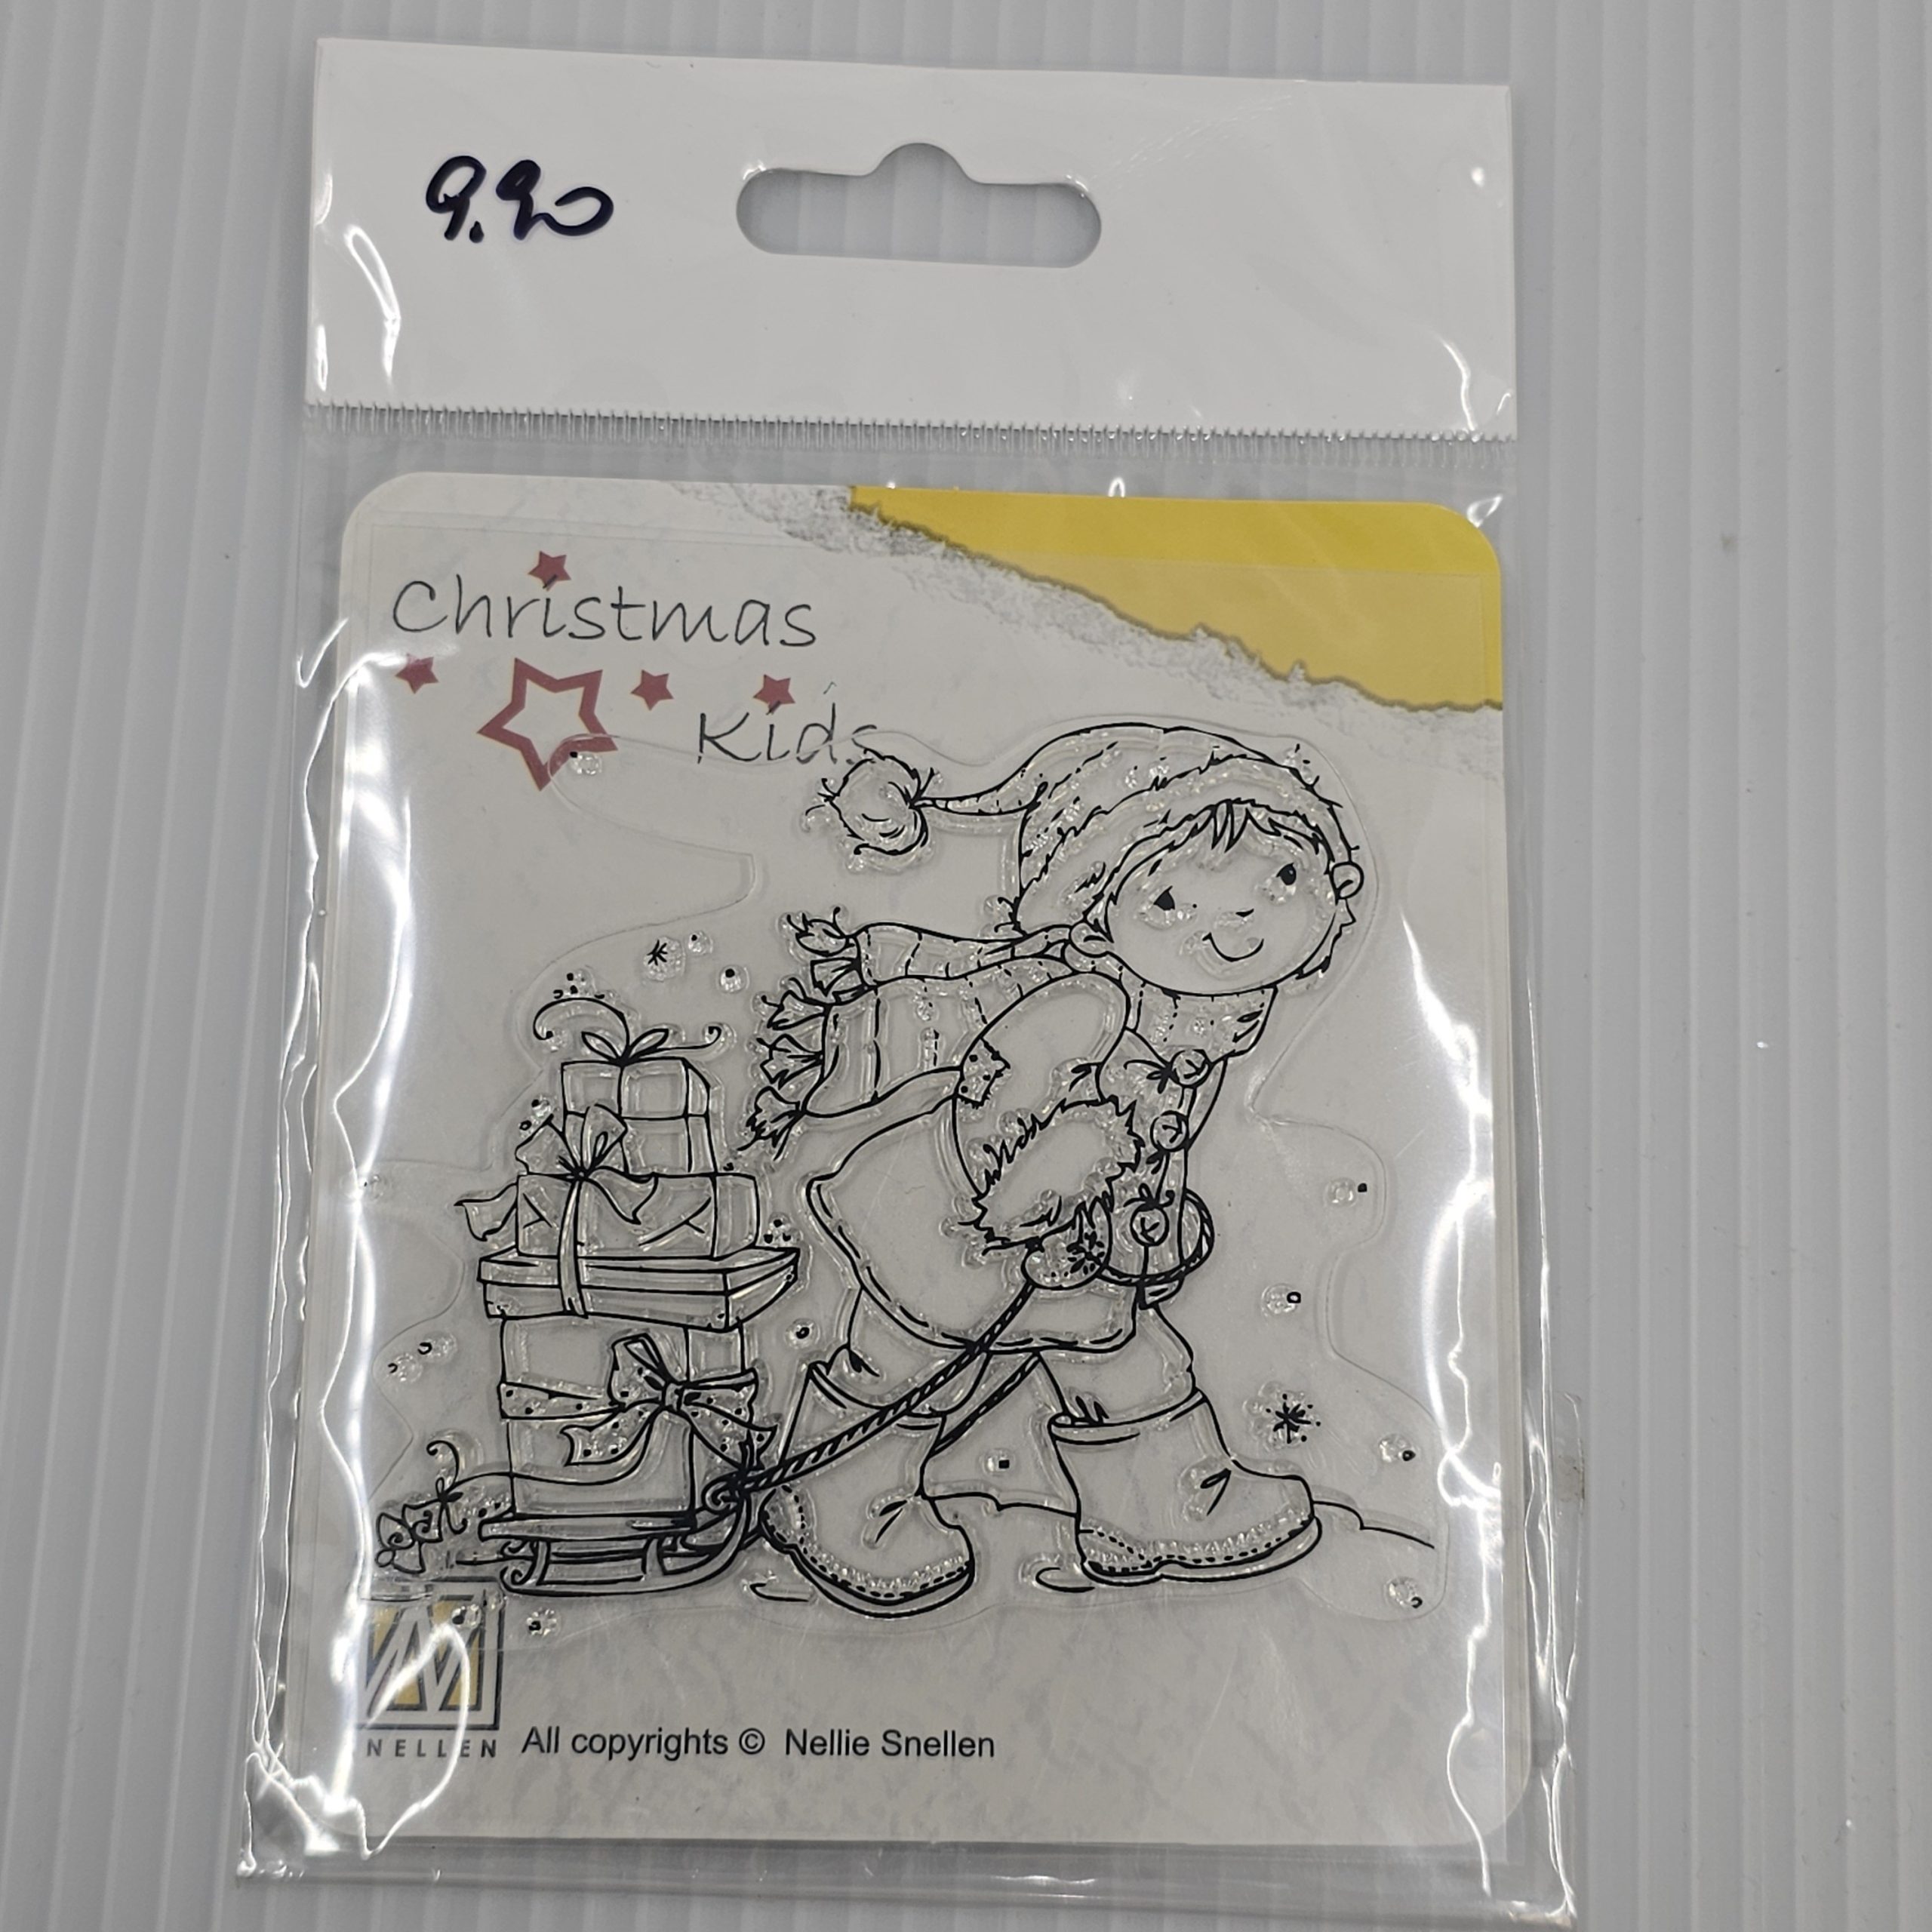 9.90
Christmas
Kids
NELLEN
All copyrights © Nellie Snellen